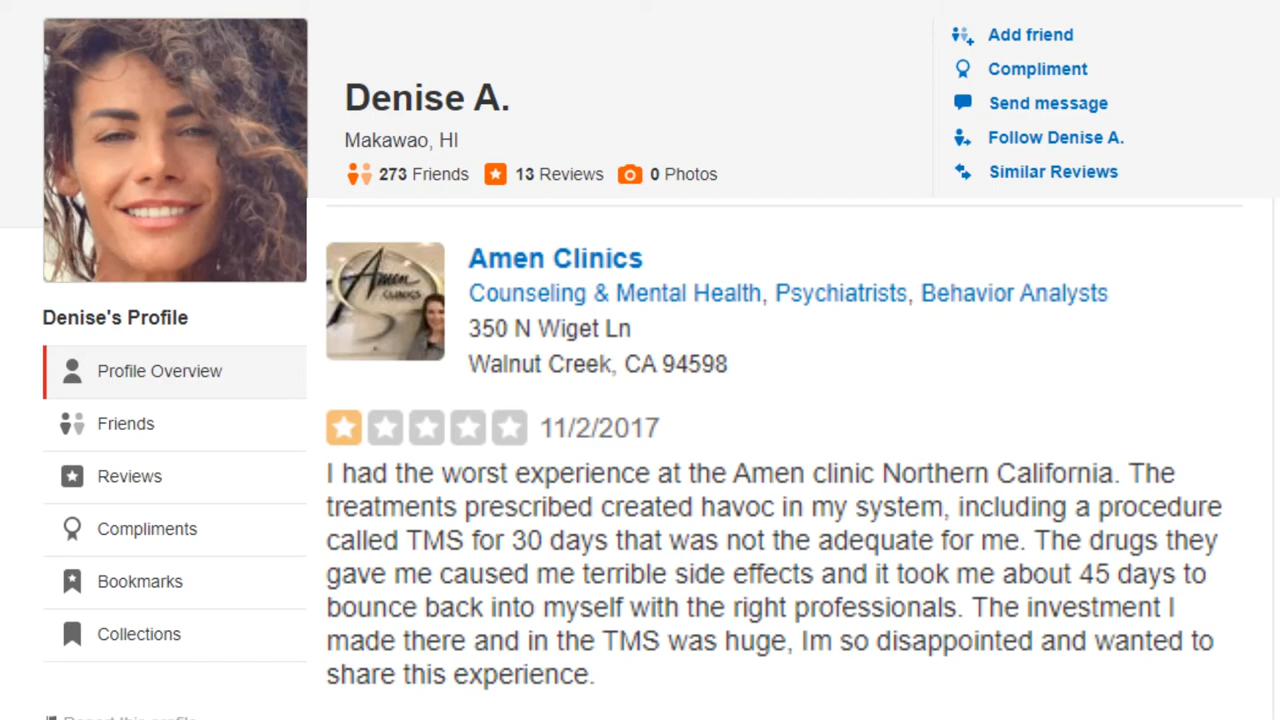 Denise A.
Makawao, HI
273 Friends 13 Reviews 0 Photos
Add friend
Compliment
Send message
Follow Denise A.
Similar Reviews
Denise's Profile
Profile Overview
Friends
Reviews
Compliments
Bookmarks
Collections
Amen
CLINICS
Amen Clinics
Counseling & Mental Health, Psychiatrists, Behavior Analysts
350 N Wiget Ln
Walnut Creek, CA 94598
11/2/2017
I had the worst experience at the Amen clinic Northern California. The
treatments prescribed created havoc in my system, including a procedure
called TMS for 30 days that was not the adequate for me. The drugs they
gave me caused me terrible side effects and it took me about 45 days to
bounce back into myself with the right professionals. The investment I
made there and in the TMS was huge, Im so disappointed and wanted to
share this experience.
Report this profile